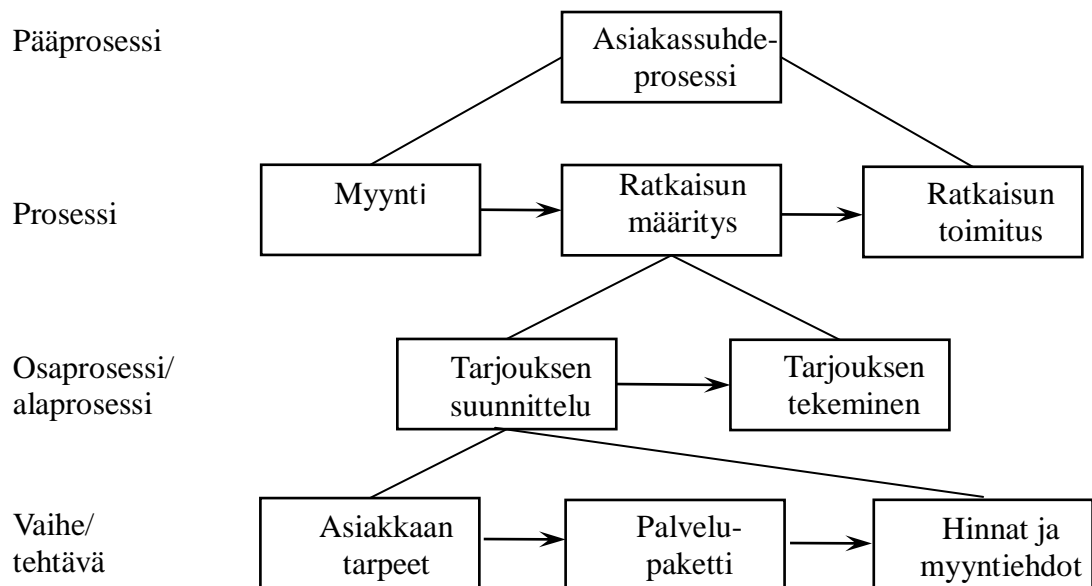 Pääprosessi
Asiakassuhde-
prosessi
Prosessi
Myynti
Ratkaisun
määritys
Ratkaisun
toimitus
Osaprosessi/
alaprosessi
Tarjouksen
suunnittelu
Tarjouksen
tekeminen
Vaihe/
tehtävä
Asiakkaan
tarpeet
Palvelu-
paketti
Hinnat ja
myyntiehdot